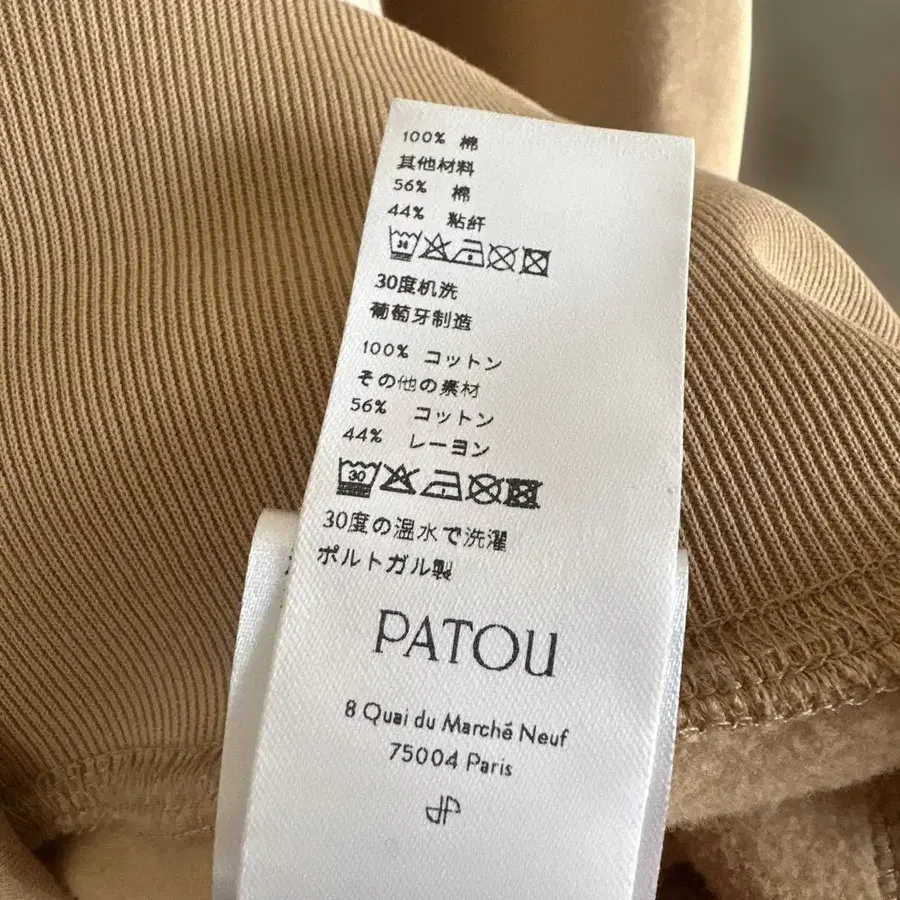 100% 棉
其他材料
56% 棉
44% 粘纤
30
30度机洗
葡萄牙制造
100% コットン
その他の素材
56% コットン
44% レーヨン
30
30度の温水で洗濯
ポルトガル製
PATOU
8 Quai du Marché Neuf
75004 Paris
JP